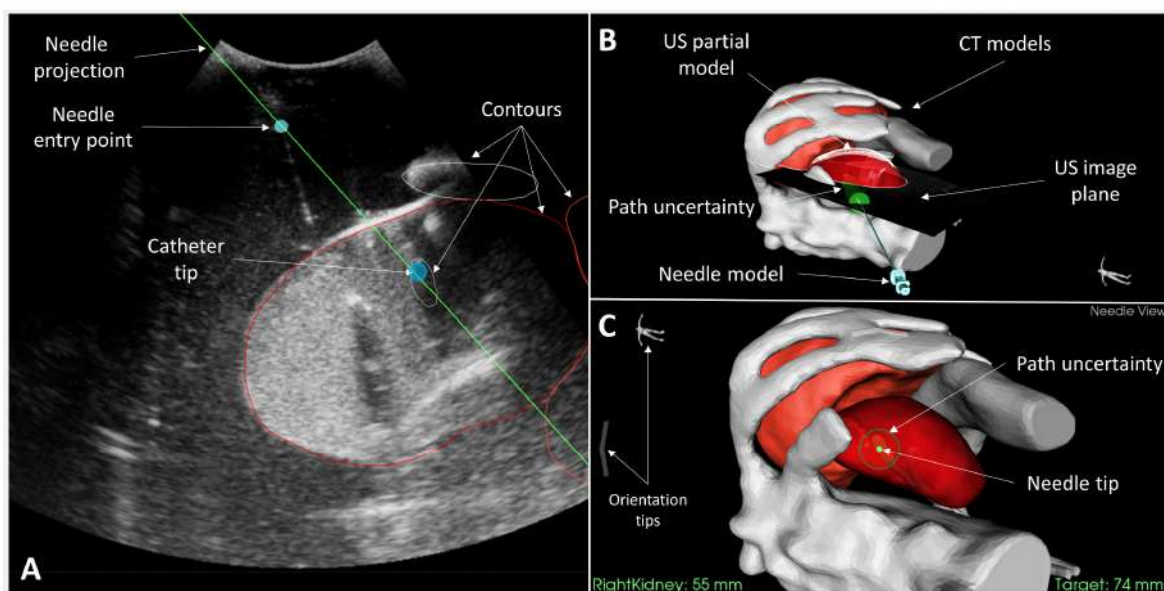 Needle
projection
Needle
entry point
Contours
Catheter
tip
A
B
US partial
model
CT models
US image
plane
Path uncertainty
Needle model
C
Needle View
Path uncertainty
Needle tip
Orientation
tips
RightKidney: 55 mm
Target: 74 mm